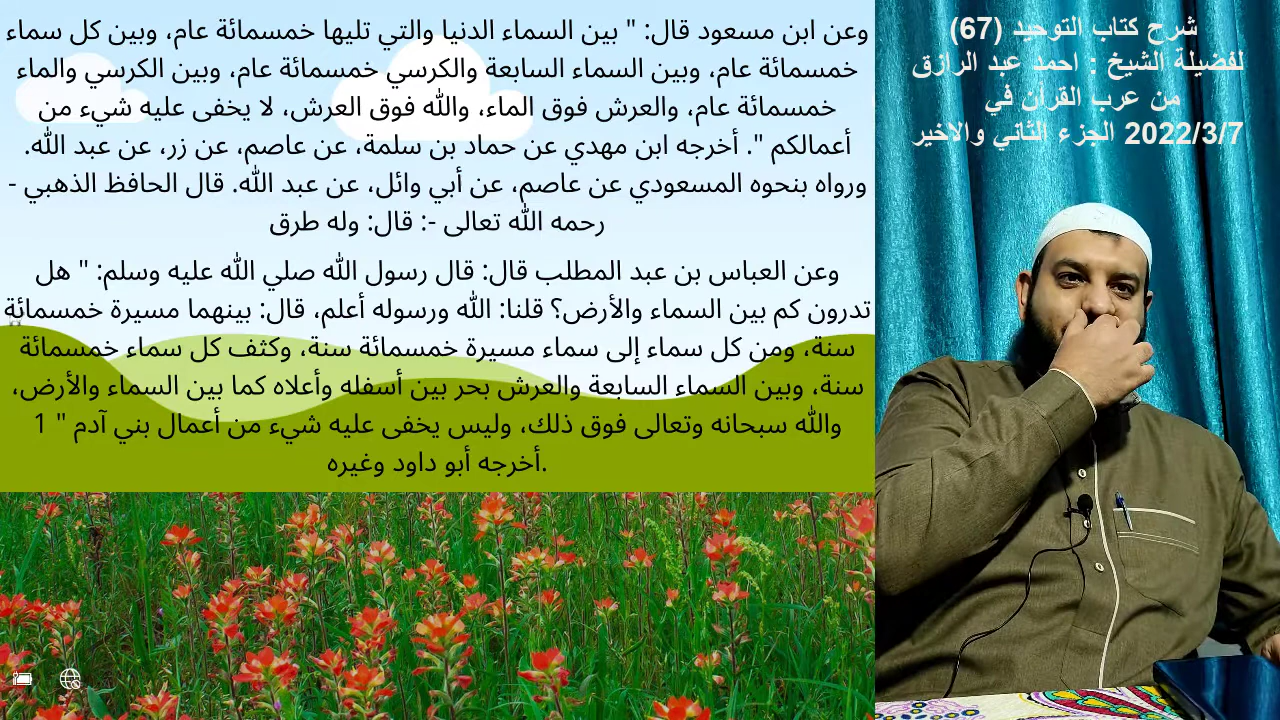 شرح كتاب التوحيد (67)
لفضيلة الشيخ : احمد عبد الرازق
من عرب القرآن في
2022/3/7 الجزء الثاني والاخير
وعن ابن مسعود قال: " بين السماء الدنيا والتي تليها خمسمائة عام، وبين كل سماء
خمسمائة عام، وبين السماء السابعة والكرسي خمسمائة عام، وبين الكرسي والماء
خمسمائة عام، والعرش فوق الماء، والله فوق العرش، لا يخفى عليه شيء من
أعمالكم ". أخرجه ابن مهدي عن حماد بن سلمة، عن عاصم، عن زر، عن عبد الله.
ورواه بنحوه المسعودي عن عاصم، عن أبي وائل، عن عبد الله. قال الحافظ الذهبي -
رحمه الله تعالى -: قال: وله طرق
وعن العباس بن عبد المطلب قال: قال رسول الله صلي الله عليه وسلم: " هل
تدرون كم بين السماء والأرض؟ قلنا: الله ورسوله أعلم، قال: بينهما مسيرة خمسمائة
سنة، ومن كل سماء إلى سماء مسيرة خمسمائة سنة، وكثف كل سماء خمسمائة
سنة، وبين السماء السابعة والعرش بحر بين أسفله وأعلاه كما بين السماء والأرض،
والله سبحانه وتعالى فوق ذلك، وليس يخفى عليه شيء من أعمال بني آدم " 1
.أخرجه أبو داود وغيره